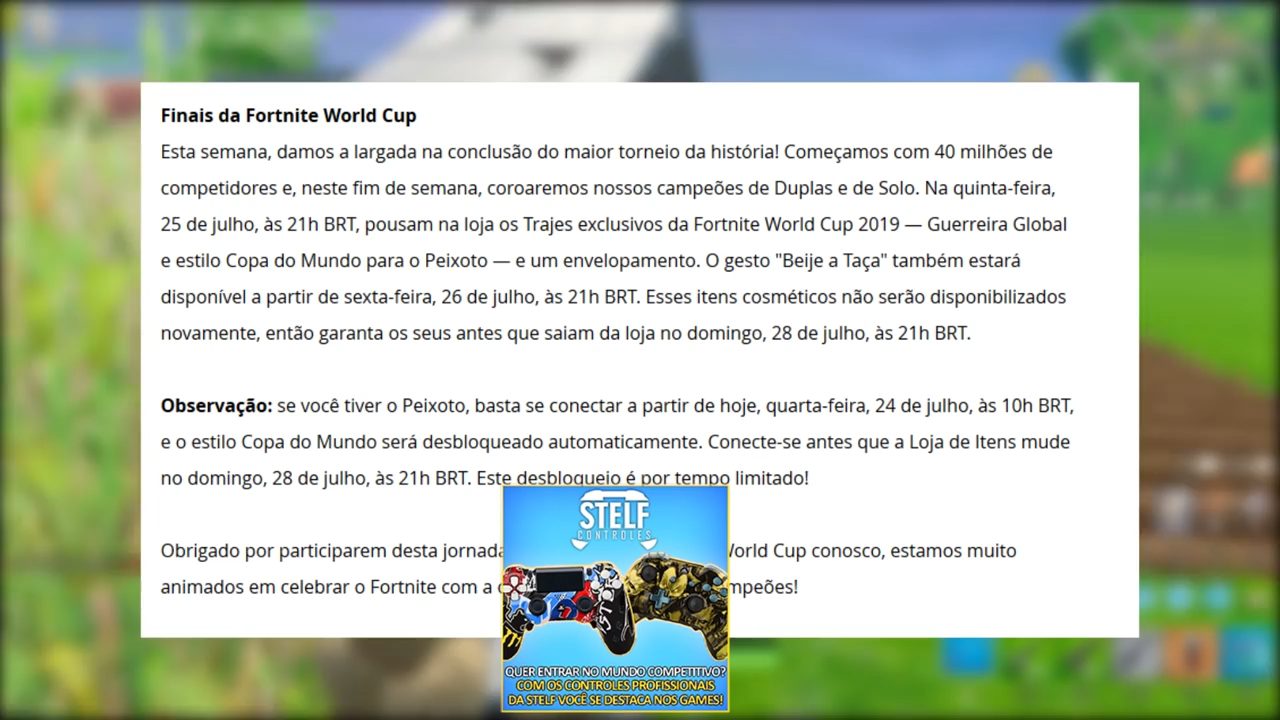 Finais da Fortnite World Cup
Esta semana, damos a largada na conclusão do maior torneio da história! Começamos com 40 milhões de
competidores e, neste fim de semana, coroaremos nossos campeões de Duplas e de Solo. Na quinta-feira,
25 de julho, às 21h BRT, pousam na loja os Trajes exclusivos da Fortnite World Cup 2019 — Guerreira Global
e estilo Copa do Mundo para o Peixoto — e um envelopamento. O gesto "Beije a Taça" também estará
disponível a partir de sexta-feira, 26 de julho, às 21h BRT. Esses itens cosméticos não serão disponibilizados
novamente, então garanta os seus antes que saiam da loja no domingo, 28 de julho, às 21h BRT.
Observação: se você tiver o Peixoto, basta se conectar a partir de hoje, quarta-feira, 24 de julho, às 10h BRT,
e o estilo Copa do Mundo será desbloqueado automaticamente. Conecte-se antes que a Loja de Itens mude
no domingo, 28 de julho, às 21h BRT. Este desbloqueio é por tempo limitado!
Obrigado por participarem desta jornada World Cup conosco, estamos muito
animados em celebrar o Fortnite com a
STELF
CONTROLES
QUER ENTRAR NO MUNDO COMPETITIVO?
COM OS CONTROLES PROFISSIONAIS
DA STELF VOCÊ SE DESTACA NOS GAMES!